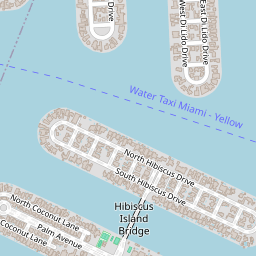 Drive
West Di Lido Drive
East Di Lido Drive
Water Taxi Miami - Yellow
North Hibiscus Drive
South Hibiscus Drive
Hibiscus
Island
Bridge
North Coconut Lane
Palm Avenue
Coconut Lane